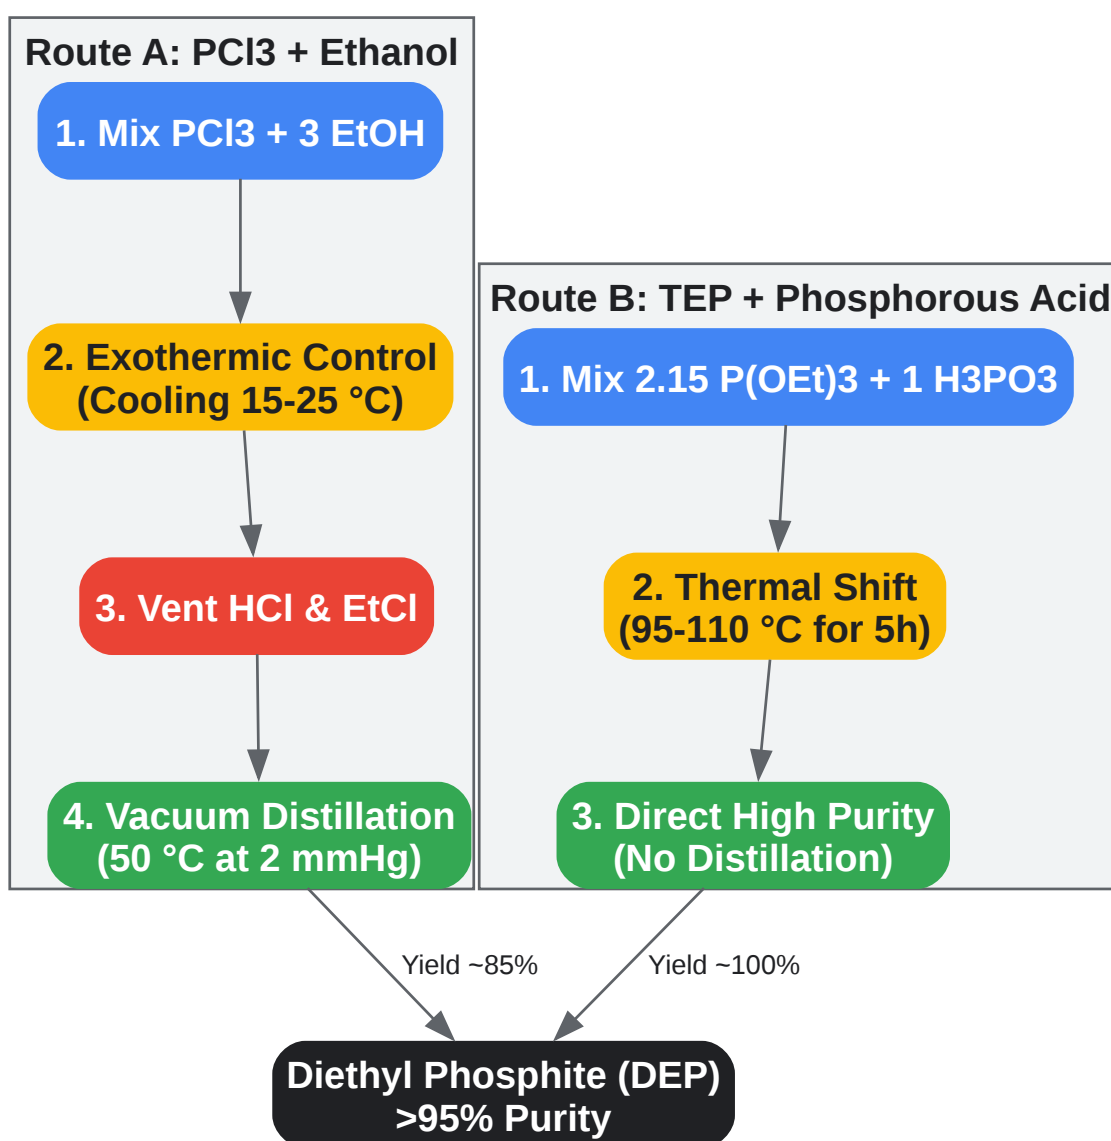 Route A: PCl3 + Ethanol
1. Mix PCl3 + 3 EtOH
2. Exothermic Control
(Cooling 15-25 °C)
3. Vent HCl & EtCl
4. Vacuum Distillation
(50 °C at 2 mmHg)
Route B: TEP + Phosphorous Acid
1. Mix 2.15 P(OEt)3 + 1 H3PO3
2. Thermal Shift
(95-110 °C for 5h)
3. Direct High Purity
(No Distillation)
Yield ~85%
Yield ~100%
Diethyl Phosphite (DEP)
>95% Purity